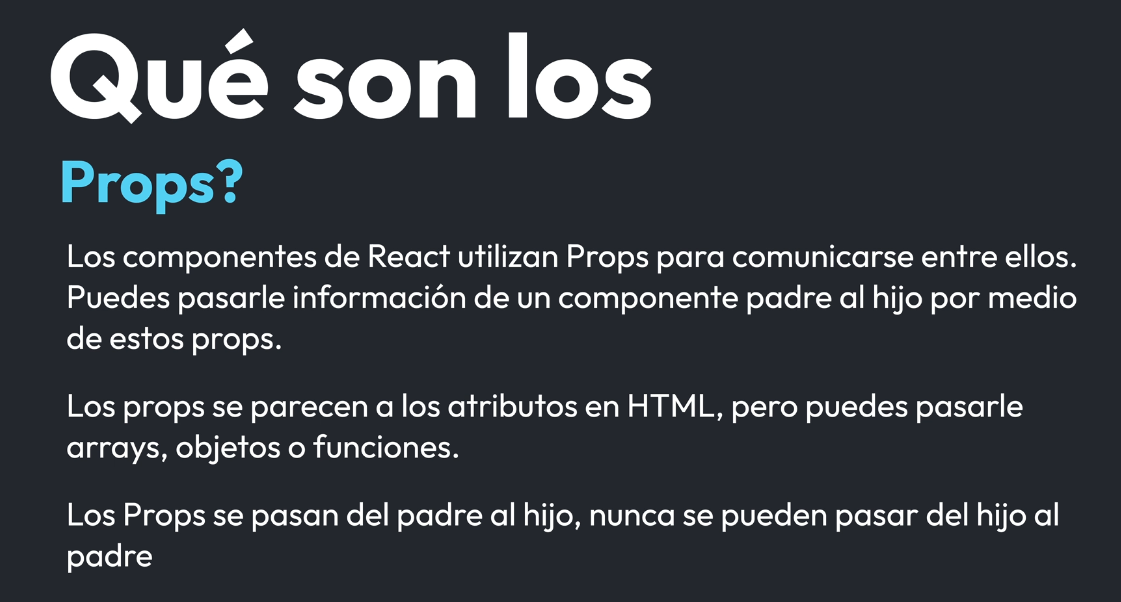 Qué son los
Props?
Los componentes de React utilizan Props para comunicarse entre ellos.
Puedes pasarle información de un componente padre al hijo por medio
de estos props.
Los props se parecen a los atributos en HTML, pero puedes pasarle
arrays, objetos o funciones.
Los Props se pasan del padre al hijo, nunca se pueden pasar del hijo al
padre